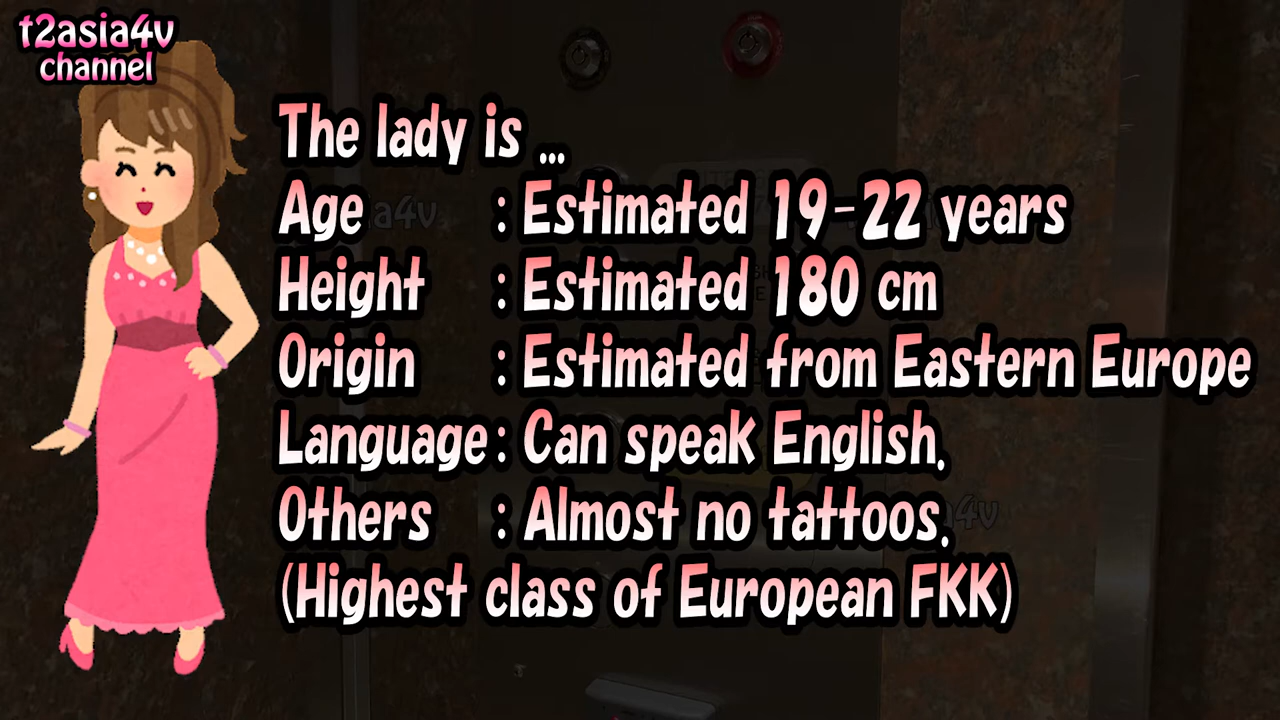 t2asia4v
channel
The lady is ...
Age : Estimated 19-22 years
Height : Estimated 180 cm
Origin : Estimated from Eastern Europe
Language : Can speak English.
Others : Almost no tattoos.
(Highest class of European FKK)